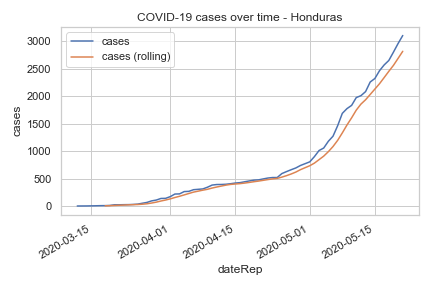 COVID-19 cases over time - Honduras
cases
cases (rolling)
3000
2500
2000
1500
1000
500
0
cases
2020-03-15
2020-04-01
2020-04-15
2020-05-01
2020-05-15
dateRep